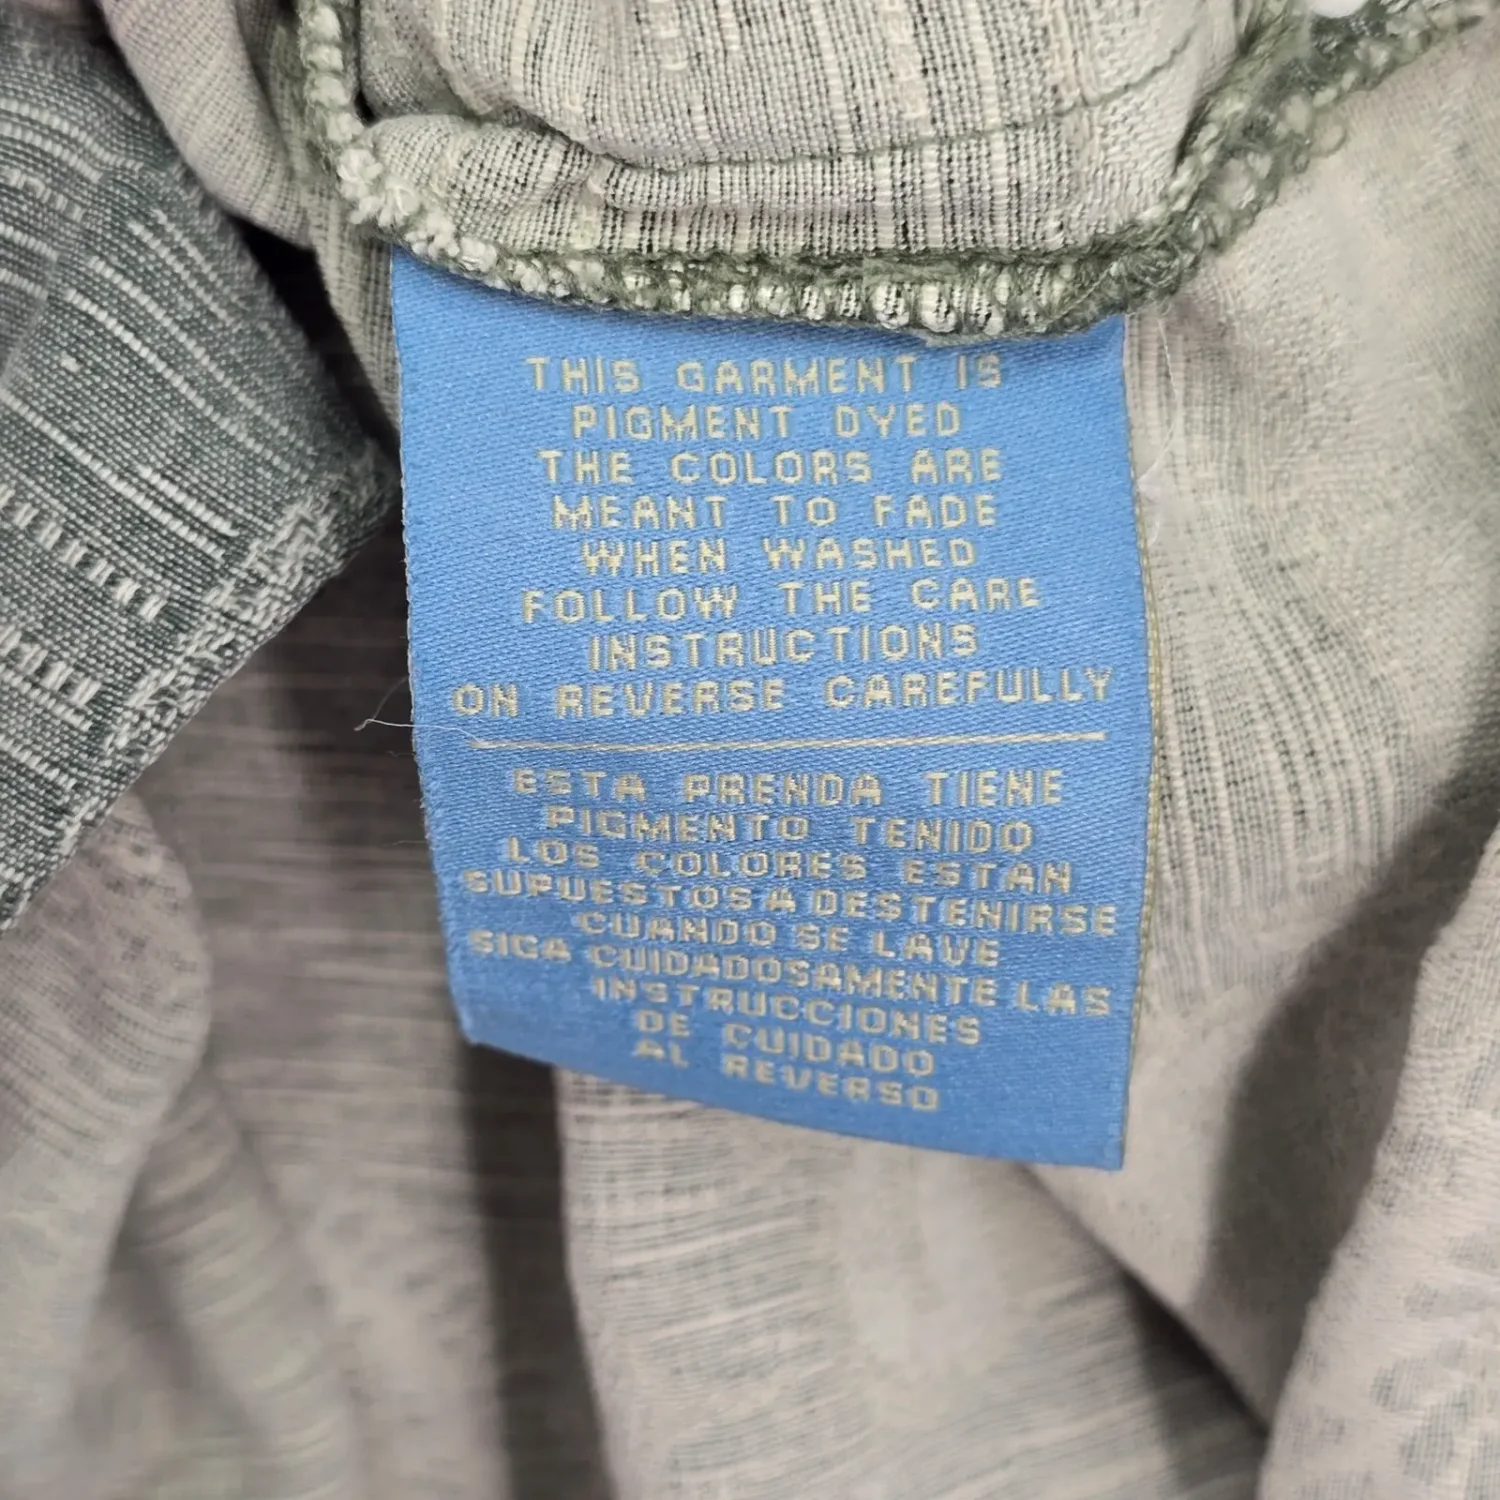 THIS GARMENT IS
PIGMENT DYED
THE COLORS ARE
MEANT TO FADE
WHEN WASHED
FOLLOW THE CARE
INSTRUCTIONS
ON REVERSE CAREFULLY
ESTA PRENDA TIENE
PIGMENTO TENIDO
LOS COLORES ESTAN
SUPUESTOS A DESTENIRSE
CUANDO SE LAVE
SIGA CUIDADOSAMENTE LAS
INSTRUCCIONES
DE CUIDADO
AL REVERSO